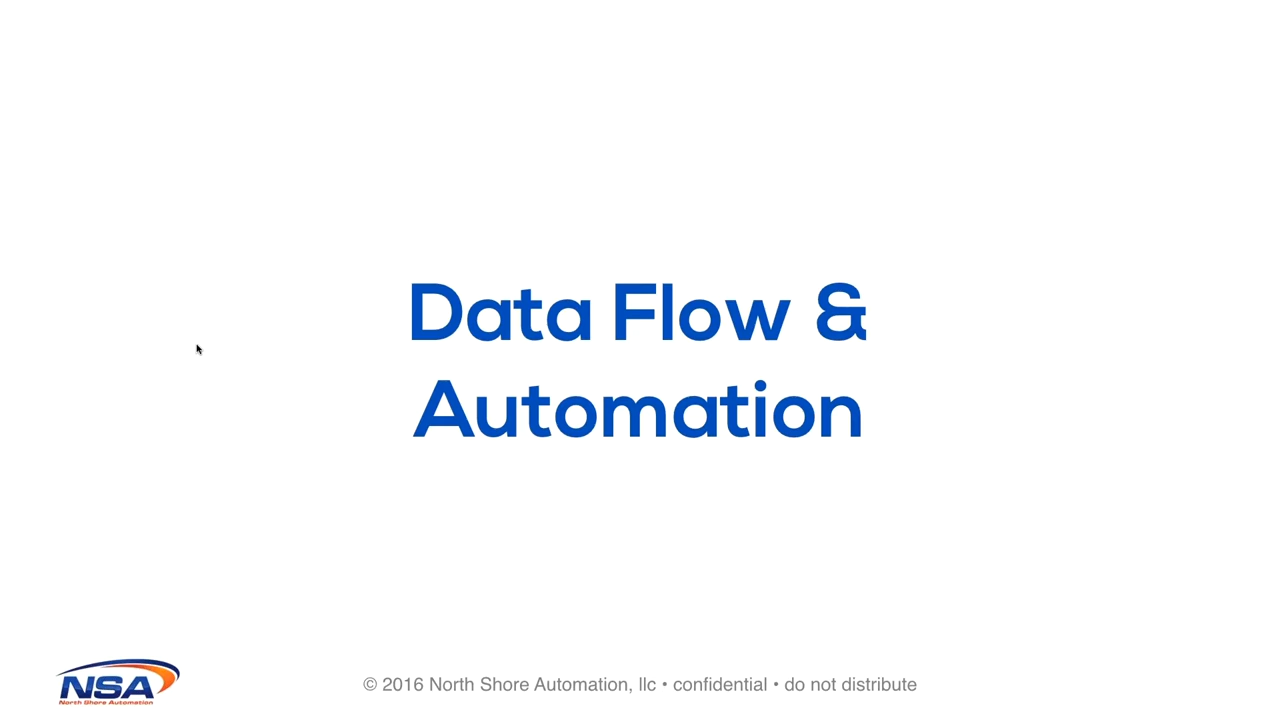 Data Flow &
Automation
NSA
North Shore Automation
© 2016 North Shore Automation, llc • confidential • do not distribute